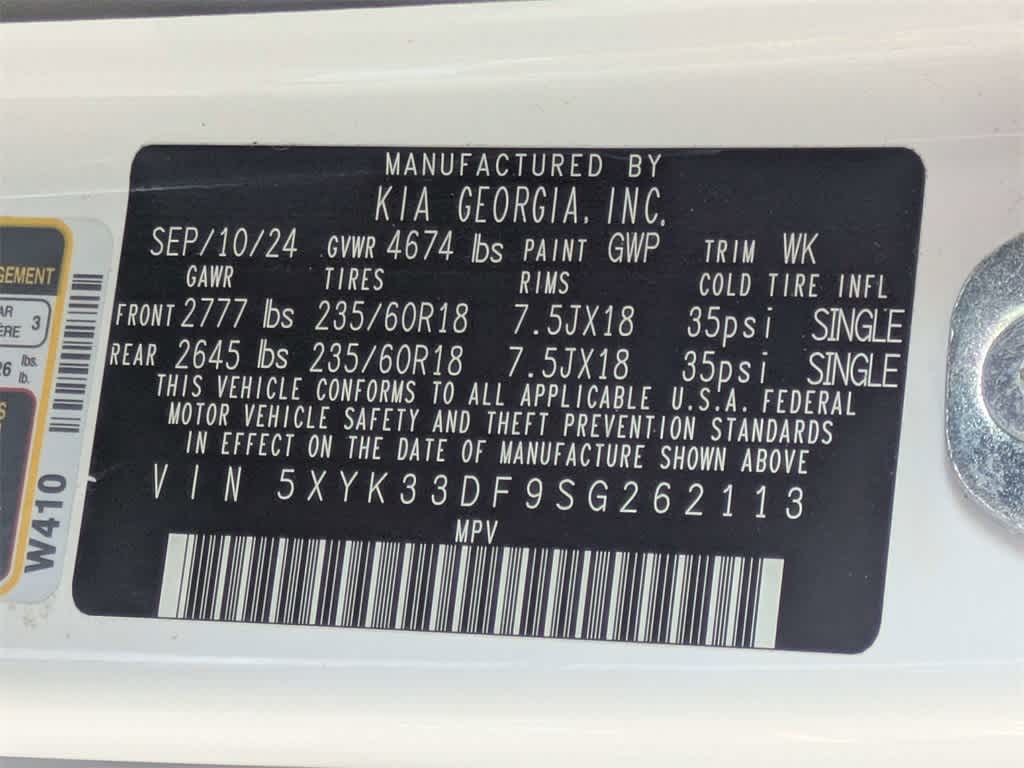 MANUFACTURED BY
KIA GEORGIA, INC.
SEP/10/24 GVWR 4674 lbs PAINT GWP TRIM WK
GAWR TIRES RIMS COLD TIRE INFL
FRONT 2777 lbs 235/60R18 7.5JX18 35psi SINGLE
REAR 2645 lbs 235/60R18 7.5JX18 35psi SINGLE
THIS VEHICLE CONFORMS TO ALL APPLICABLE U.S.A. FEDERAL
MOTOR VEHICLE SAFETY AND THEFT PREVENTION STANDARDS
IN EFFECT ON THE DATE OF MANUFACTURE SHOWN ABOVE
VIN 5XYK33DF9SG262113
MPV
3
lbs.
lb.
W410